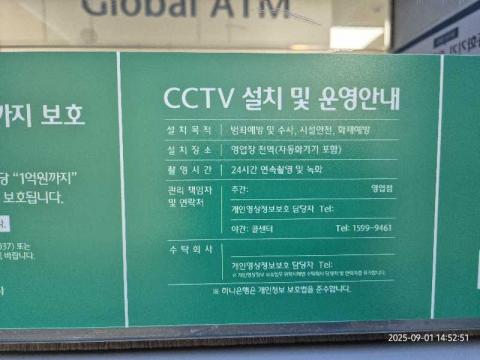 Global ATM
까지 보호
당 "1억원까지"
보호됩니다.
037) 또는
바랍니다.
CCTV 설치 및 운영안내
설치목적 범죄예방 및 수사, 시설안전, 화재예방
설치장소 영업장 전역(자동화기기 포함)
촬영시간 24시간 연속촬영 및 녹화
관리 책임자 및 연락처 주간: 영업점
개인영상정보보호 담당자 Tel:
야간: 콜센터 Tel: 1599-9461
수탁회사
개인영상정보보호 담당자 Tel:
※ 하나은행은 개인정보 보호법을 준수합니다.
2025-09-01 14:52:51